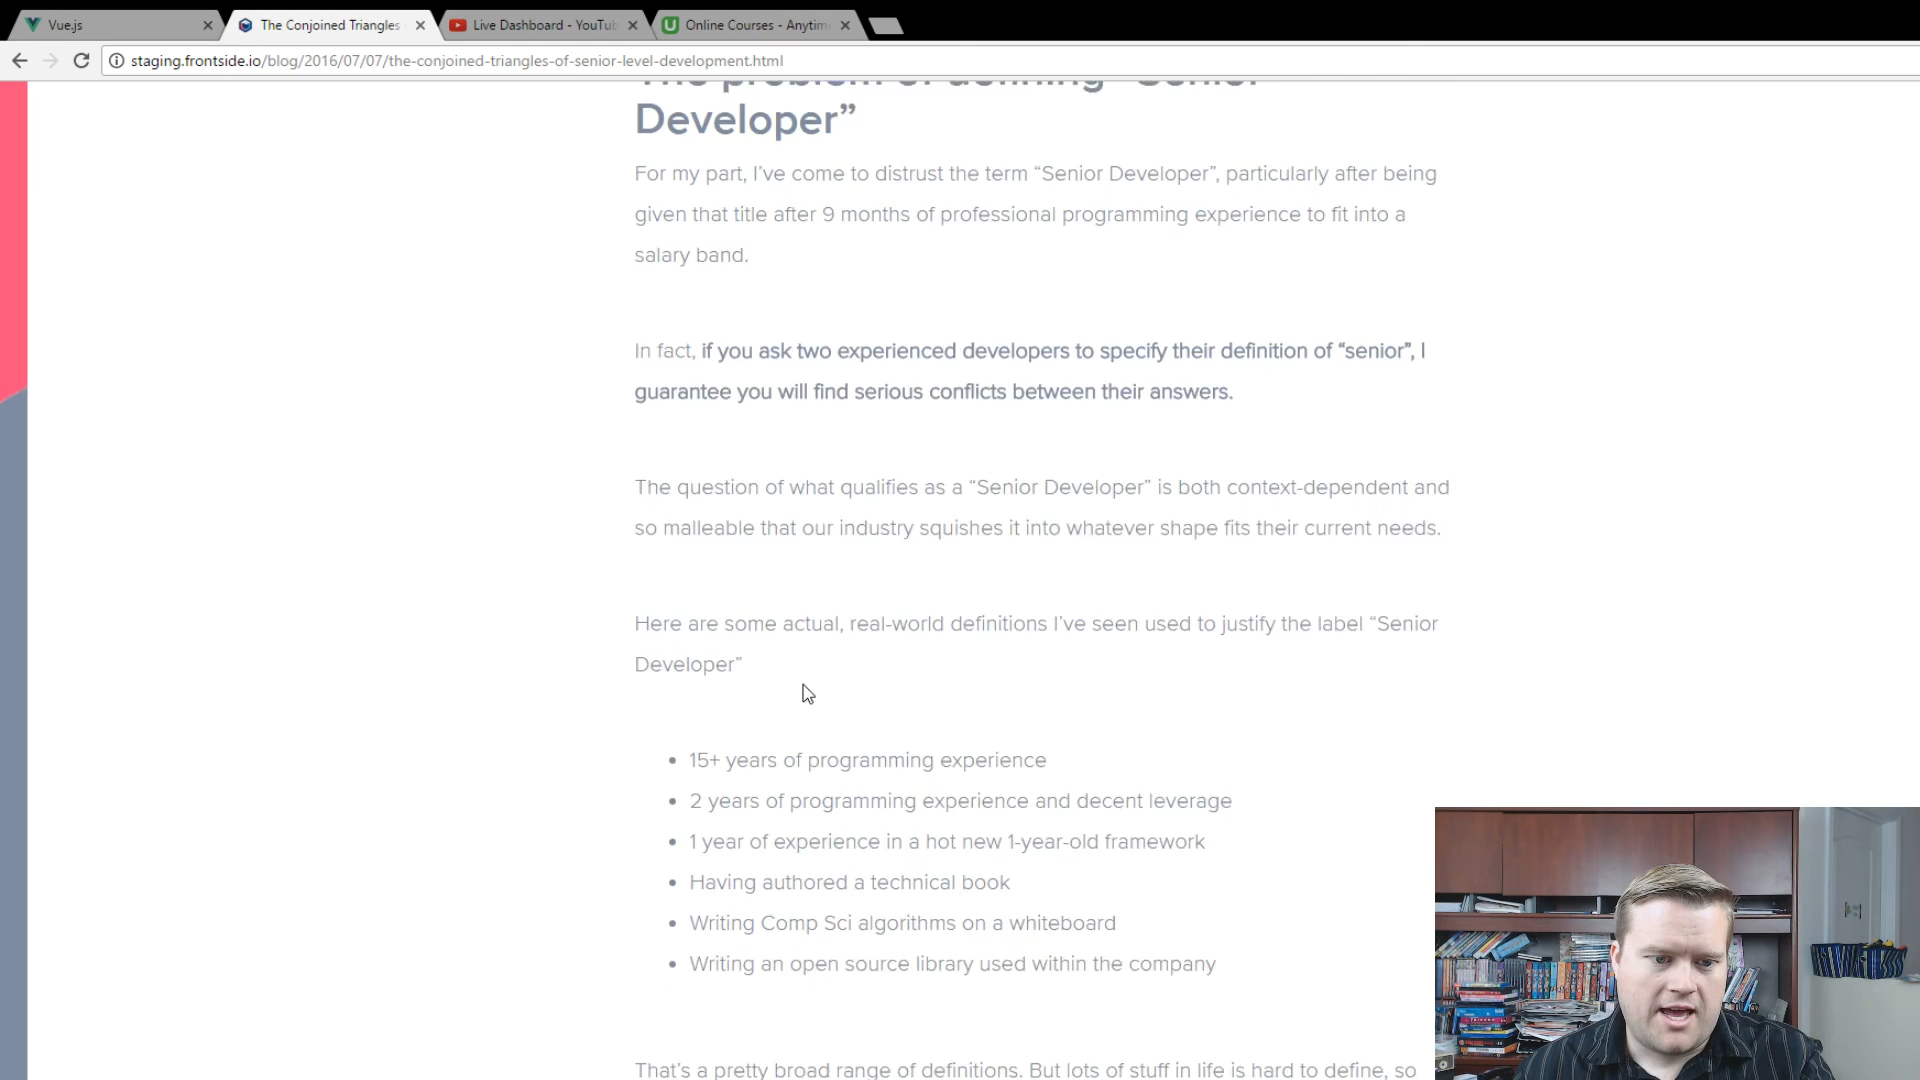 Vue.js
The Conjoined Triangles
Live Dashboard - YouTub
Online Courses - Anytim
staging.frontside.io/blog/2016/07/07/the-conjoined-triangles-of-senior-level-development.html
The problem of defining “Senior
Developer”
For my part, I’ve come to distrust the term “Senior Developer”, particularly after being
given that title after 9 months of professional programming experience to fit into a
salary band.
In fact, if you ask two experienced developers to specify their definition of “senior”, I
guarantee you will find serious conflicts between their answers.
The question of what qualifies as a “Senior Developer” is both context-dependent and
so malleable that our industry squishes it into whatever shape fits their current needs.
Here are some actual, real-world definitions I’ve seen used to justify the label “Senior
Developer”
• 15+ years of programming experience
• 2 years of programming experience and decent leverage
• 1 year of experience in a hot new 1-year-old framework
• Having authored a technical book
• Writing Comp Sci algorithms on a whiteboard
• Writing an open source library used within the company
That’s a pretty broad range of definitions. But lots of stuff in life is hard to define, so